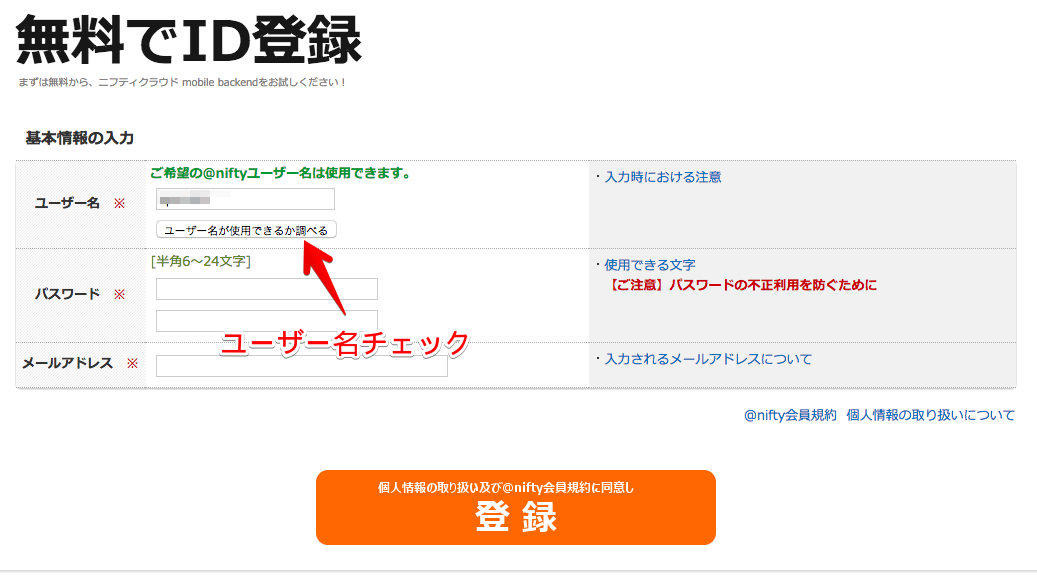 無料でID登録
まずは無料から、ニフティクラウド mobile backendをお試しください！
基本情報の入力
ご希望の@niftyユーザー名は使用できます。
ユーザー名 ※
ユーザー名が使用できるか調べる
・入力時における注意
[半角6〜24文字]
パスワード ※
・使用できる文字
【ご注意】パスワードの不正利用を防ぐために
ユーザー名チェック
メールアドレス ※
・入力されるメールアドレスについて
@nifty会員規約 個人情報の取り扱いについて
個人情報の取り扱い及び@nifty会員規約に同意し
登 録